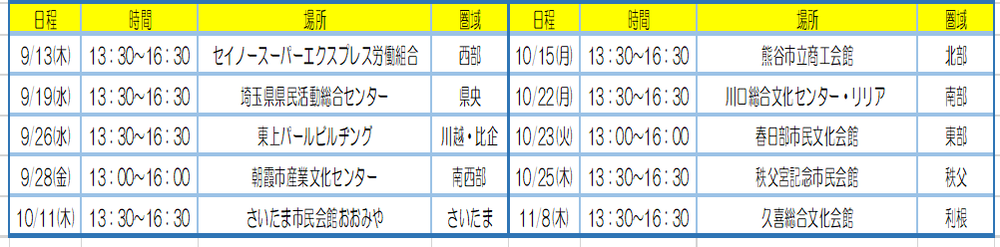 日程 時間 場所 圏域 日程 時間 場所 圏域
9/13(木) 13:30~16:30 セイノースーパーエクスプレス労働組合 西部 10/15(月) 13:30~16:30 熊谷市立商工会館 北部
9/19(水) 13:30~16:30 埼玉県県民活動総合センター 県央 10/22(月) 13:30~16:30 川口総合文化センター・リリア 南部
9/26(水) 13:30~16:30 東上パールビルヂング 川越・比企 10/23(火) 13:00~16:00 春日部市民文化会館 東部
9/28(金) 13:00~16:00 朝霞市産業文化センター 南西部 10/25(木) 13:30~16:30 秩父宮記念市民会館 秩父
10/11(木) 13:30~16:30 さいたま市民会館おおみや さいたま 11/8(木) 13:30~16:30 久喜総合文化会館 利根